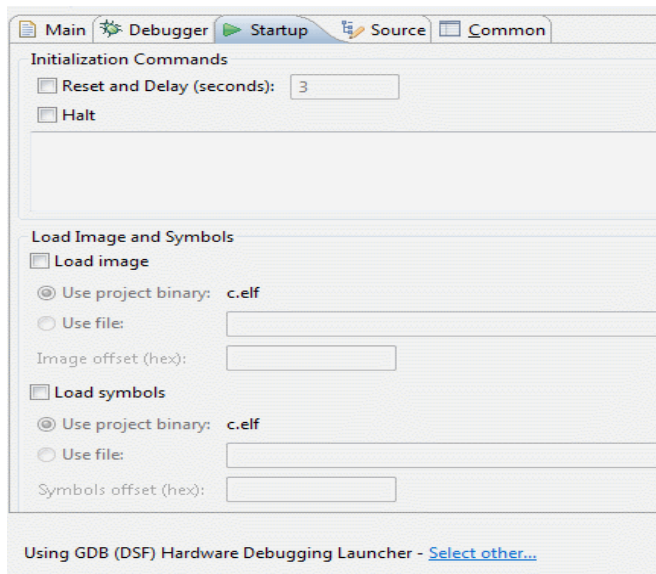 Main Debugger Startup Source Common
Initialization Commands
Reset and Delay (seconds): 3
Halt
Load Image and Symbols
Load image
Use project binary: c.elf
Use file:
Image offset (hex):
Load symbols
Use project binary: c.elf
Use file:
Symbols offset (hex):
Using GDB (DSF) Hardware Debugging Launcher - Select other...